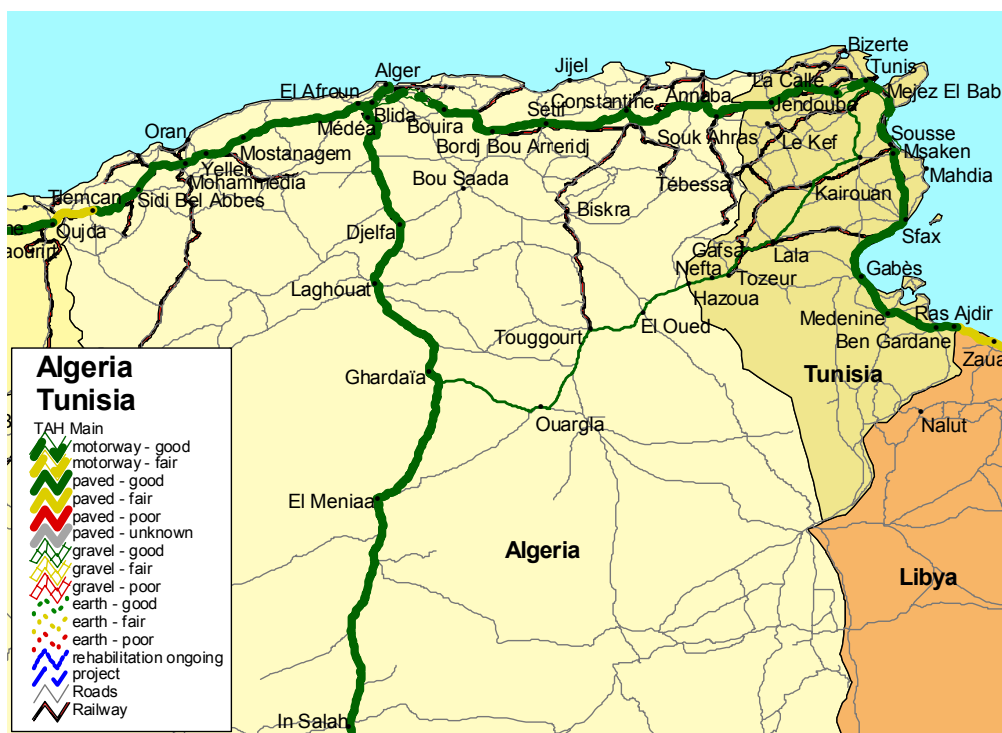 Bizerte
Tunis
Alger
Jijel
La Calle
El Afroun
Mejez El Bab
Annaba
Constantine
Jendouba
Blida
Sétif
Médéa
Bouira
Oran
Souk Ahras
Le Kef
Sousse
Bordj Bou Arreridj
Msaken
Mostanagem
Yeller
Bou Saada
Mahdia
Mohammedia
Tébessa
Kairouan
Tlemcan
Sidi Bel Abbes
Biskra
Oujda
Djelfa
Sfax
ne
aourirt
Gafsa
Lala
Nefta
Gabès
Tozeur
Laghouat
Hazoua
Ras Ajdir
El Oued
Medenine
Touggourt
Ben Gardane
Zaua
Algeria
Tunisia
Ghardaïa
Tunisia
Ouargla
Nalut
TAH Main
motorway - good
motorway - fair
paved - good
paved - fair
paved - poor
paved - unknown
gravel - good
gravel - fair
gravel - poor
earth - good
earth - fair
earth - poor
rehabilitation ongoing
project
Roads
Railway
El Meniaa
Algeria
Libya
In Salah